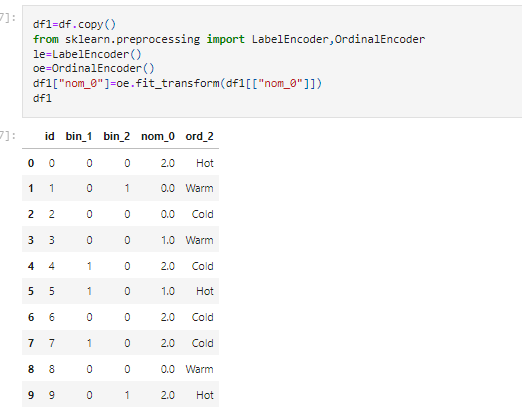 7]:
df1=df.copy()
from sklearn.preprocessing import LabelEncoder,OrdinalEncoder
le=LabelEncoder()
oe=OrdinalEncoder()
df1["nom_0"]=oe.fit_transform(df1[["nom_0"]])
df1
7]:
id bin_1 bin_2 nom_0 ord_2
0 0 0 0 2.0 Hot
1 1 0 1 0.0 Warm
2 2 0 0 0.0 Cold
3 3 0 0 1.0 Warm
4 4 1 0 2.0 Cold
5 5 1 0 1.0 Hot
6 6 0 0 2.0 Cold
7 7 1 0 2.0 Cold
8 8 0 0 0.0 Warm
9 9 0 1 2.0 Hot